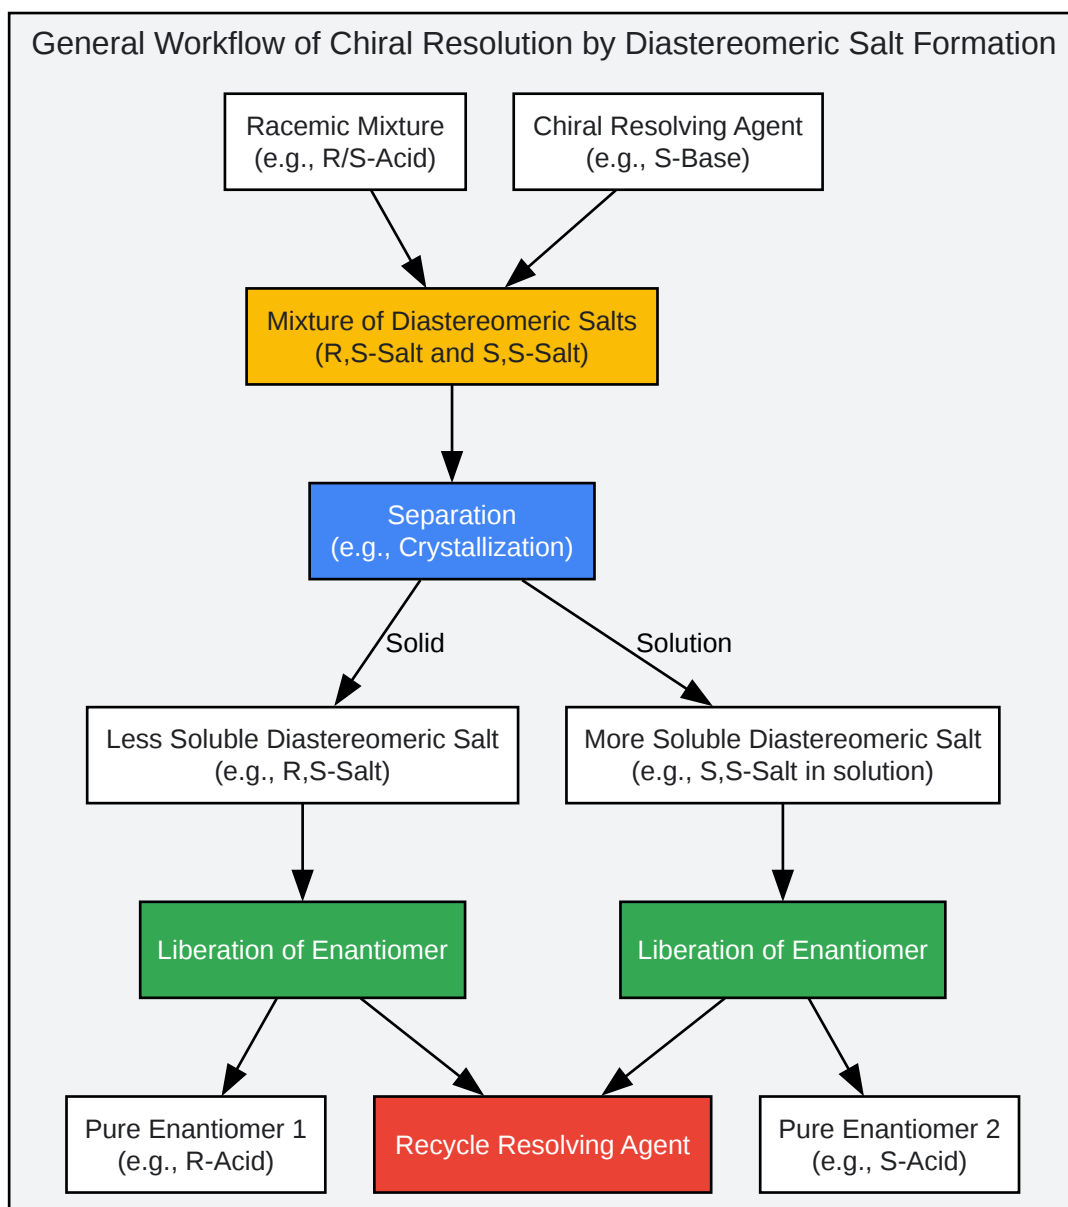 General Workflow of Chiral Resolution by Diastereomeric Salt Formation
Racemic Mixture
(e.g., R/S-Acid)
Chiral Resolving Agent
(e.g., S-Base)
Mixture of Diastereomeric Salts
(R,S-Salt and S,S-Salt)
Separation
(e.g., Crystallization)
Solid
Solution
Less Soluble Diastereomeric Salt
(e.g., R,S-Salt)
More Soluble Diastereomeric Salt
(e.g., S,S-Salt in solution)
Liberation of Enantiomer
Liberation of Enantiomer
Pure Enantiomer 1
(e.g., R-Acid)
Recycle Resolving Agent
Pure Enantiomer 2
(e.g., S-Acid)